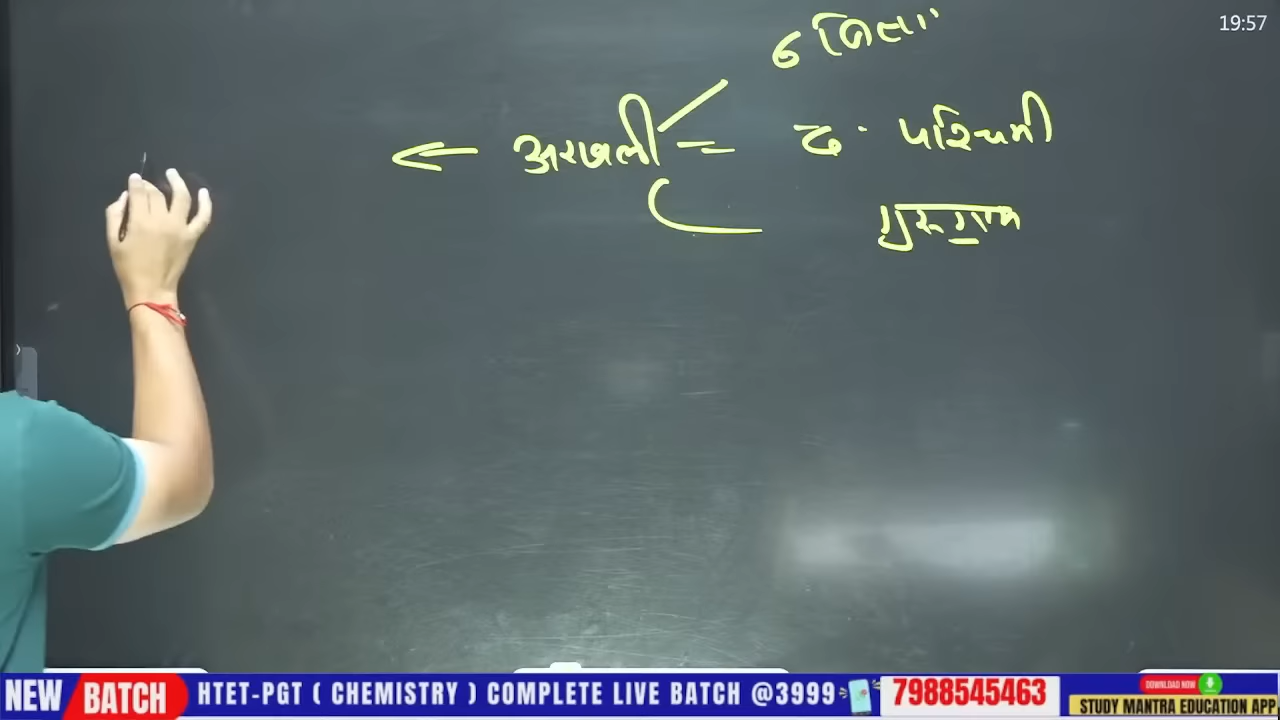 19:57
6 जिला
← अरावली
द. पश्चिमी
गुरुग्राम
NEW BATCH HTET-PGT ( CHEMISTRY ) COMPLETE LIVE BATCH @3999 7988545463 DOWNLOAD NOW
STUDY MANTRA EDUCATION APP